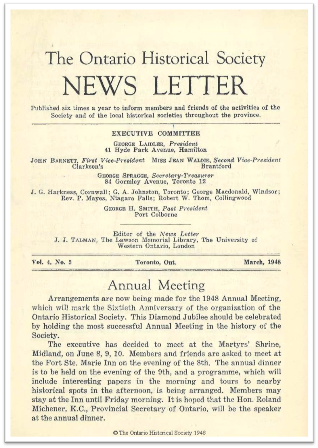 The Ontario Historical Society
NEWS LETTER
Published six times a year to inform members and friends of the activities of the
Society and of the local historical societies throughout the province.
EXECUTIVE COMMITTEE
GEORGE LAIDLER, President
41 Hyde Park Avenue, Hamilton
JOHN BARNETT, First Vice-President MISS JEAN WALDIE, Second Vice-President
Clarkson's Brantford
GEORGE SPRAGGE, Secretary-Treasurer
84 Gormley Avenue, Toronto 12
J. G. Harkness, Cornwall; G. A. Johnston, Toronto; George Macdonald, Windsor;
Rev. P. Mayes, Niagara Falls; Robert W. Thom, Collingwood
GEORGE H. SMITH, Past President
Port Colborne
Editor of the News Letter
J. J. TALMAN, The Lawson Memorial Library, The University of
Western Ontario, London
Vol. 4, No. 2 Toronto, Ont. March, 1948
Annual Meeting
Arrangements are now being made for the 1948 Annual Meeting,
which will mark the Sixtieth Anniversary of the organization of the
Ontario Historical Society. This Diamond Jubilee should be celebrated
by holding the most successful Annual Meeting in the history of the
Society.
The executive has decided to meet at the Martyrs' Shrine,
Midland, on June 8, 9, 10. Members and friends are asked to meet at
the Fort Ste. Marie Inn on the evening of the 8th. The annual dinner
is to be held on the evening of the 9th, and a programme, which will
include interesting papers in the morning and tours to nearby
historical spots in the afternoon, is being arranged. Members may
stay at the Inn until Friday morning. It is hoped that the Hon. Roland
Michener, K.C., Provincial Secretary of Ontario, will be the speaker
at the annual dinner.
© The Ontario Historical Society 1948